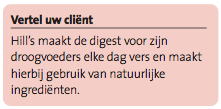 Vertel uw cliënt
Hill's maakt de digest voor zijn
droogvoeders elke dag vers en maakt
hierbij gebruik van natuurlijke
ingrediënten.